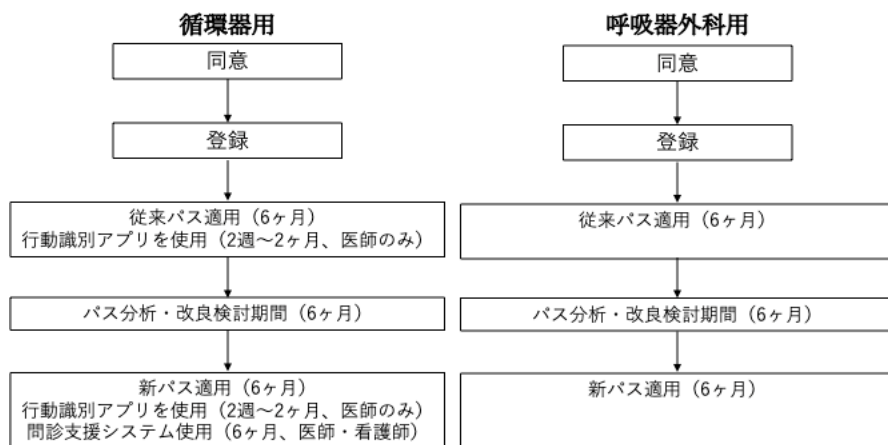 循環器用
同意
登録
従来パス適用（6ヶ月）
行動識別アプリを使用（2週〜2ヶ月、医師のみ）
パス分析・改良検討期間（6ヶ月）
新パス適用（6ヶ月）
行動識別アプリを使用（2週〜2ヶ月、医師のみ）
問診支援システム使用（6ヶ月、医師・看護師）
呼吸器外科用
同意
登録
従来パス適用（6ヶ月）
パス分析・改良検討期間（6ヶ月）
新パス適用（6ヶ月）